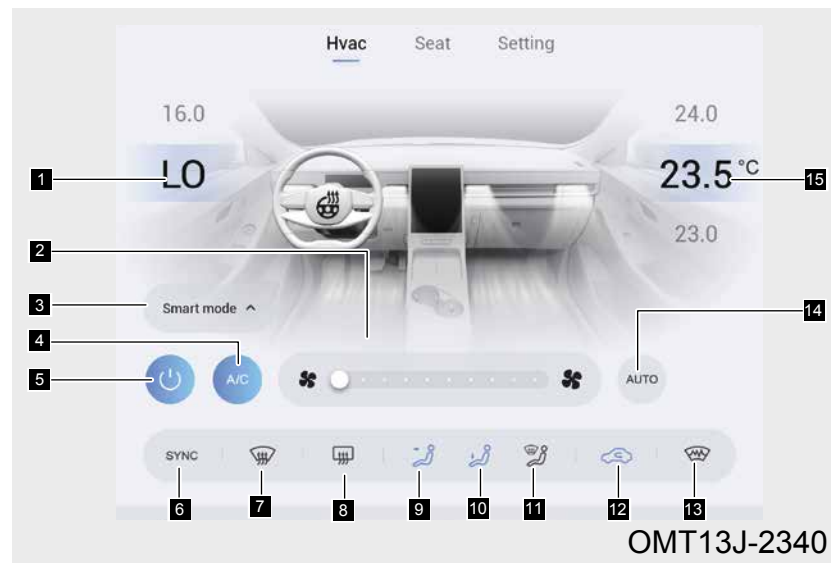 Hvac Seat Setting
16.0 24.0
1 LO 23.5 °C 15
2 23.0
3 Smart mode
14
4
5 A/C AUTO
SYNC
6 7 8 9 10 11 12 13
OMT13J-2340